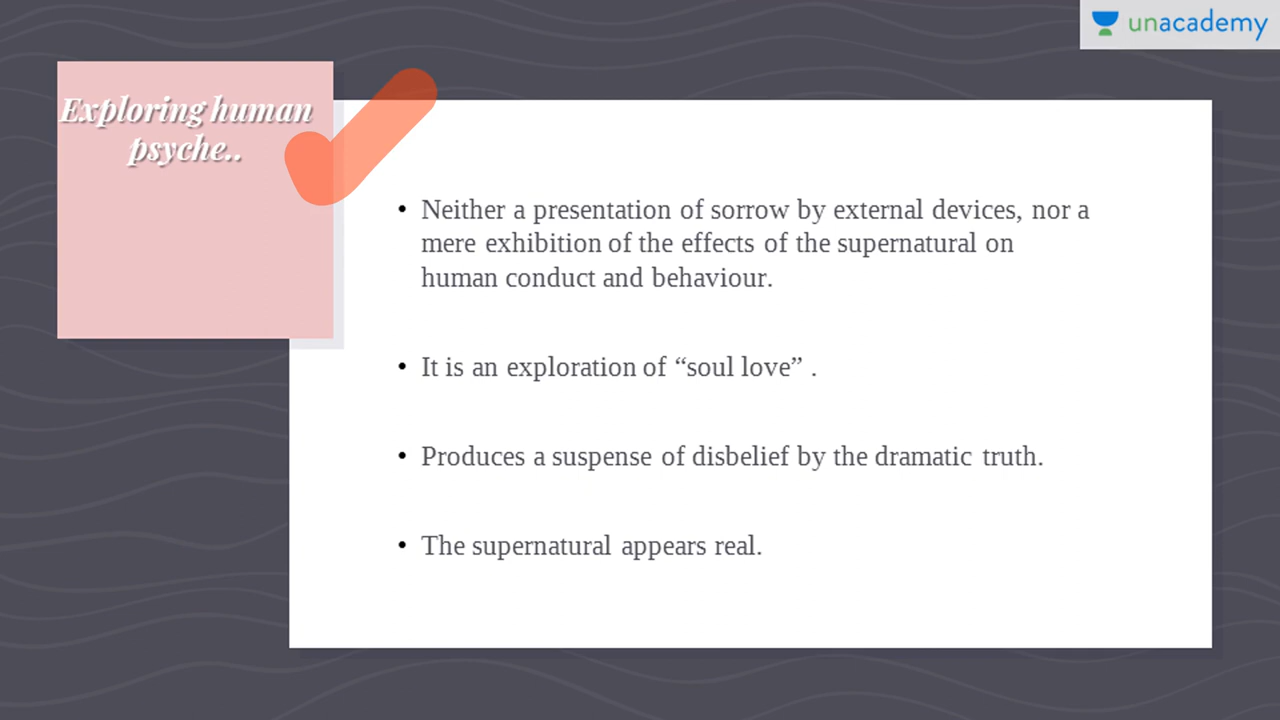 unacademy
Exploring human
psyche..
• Neither a presentation of sorrow by external devices, nor a
mere exhibition of the effects of the supernatural on
human conduct and behaviour.
• It is an exploration of “soul love” .
• Produces a suspense of disbelief by the dramatic truth.
• The supernatural appears real.